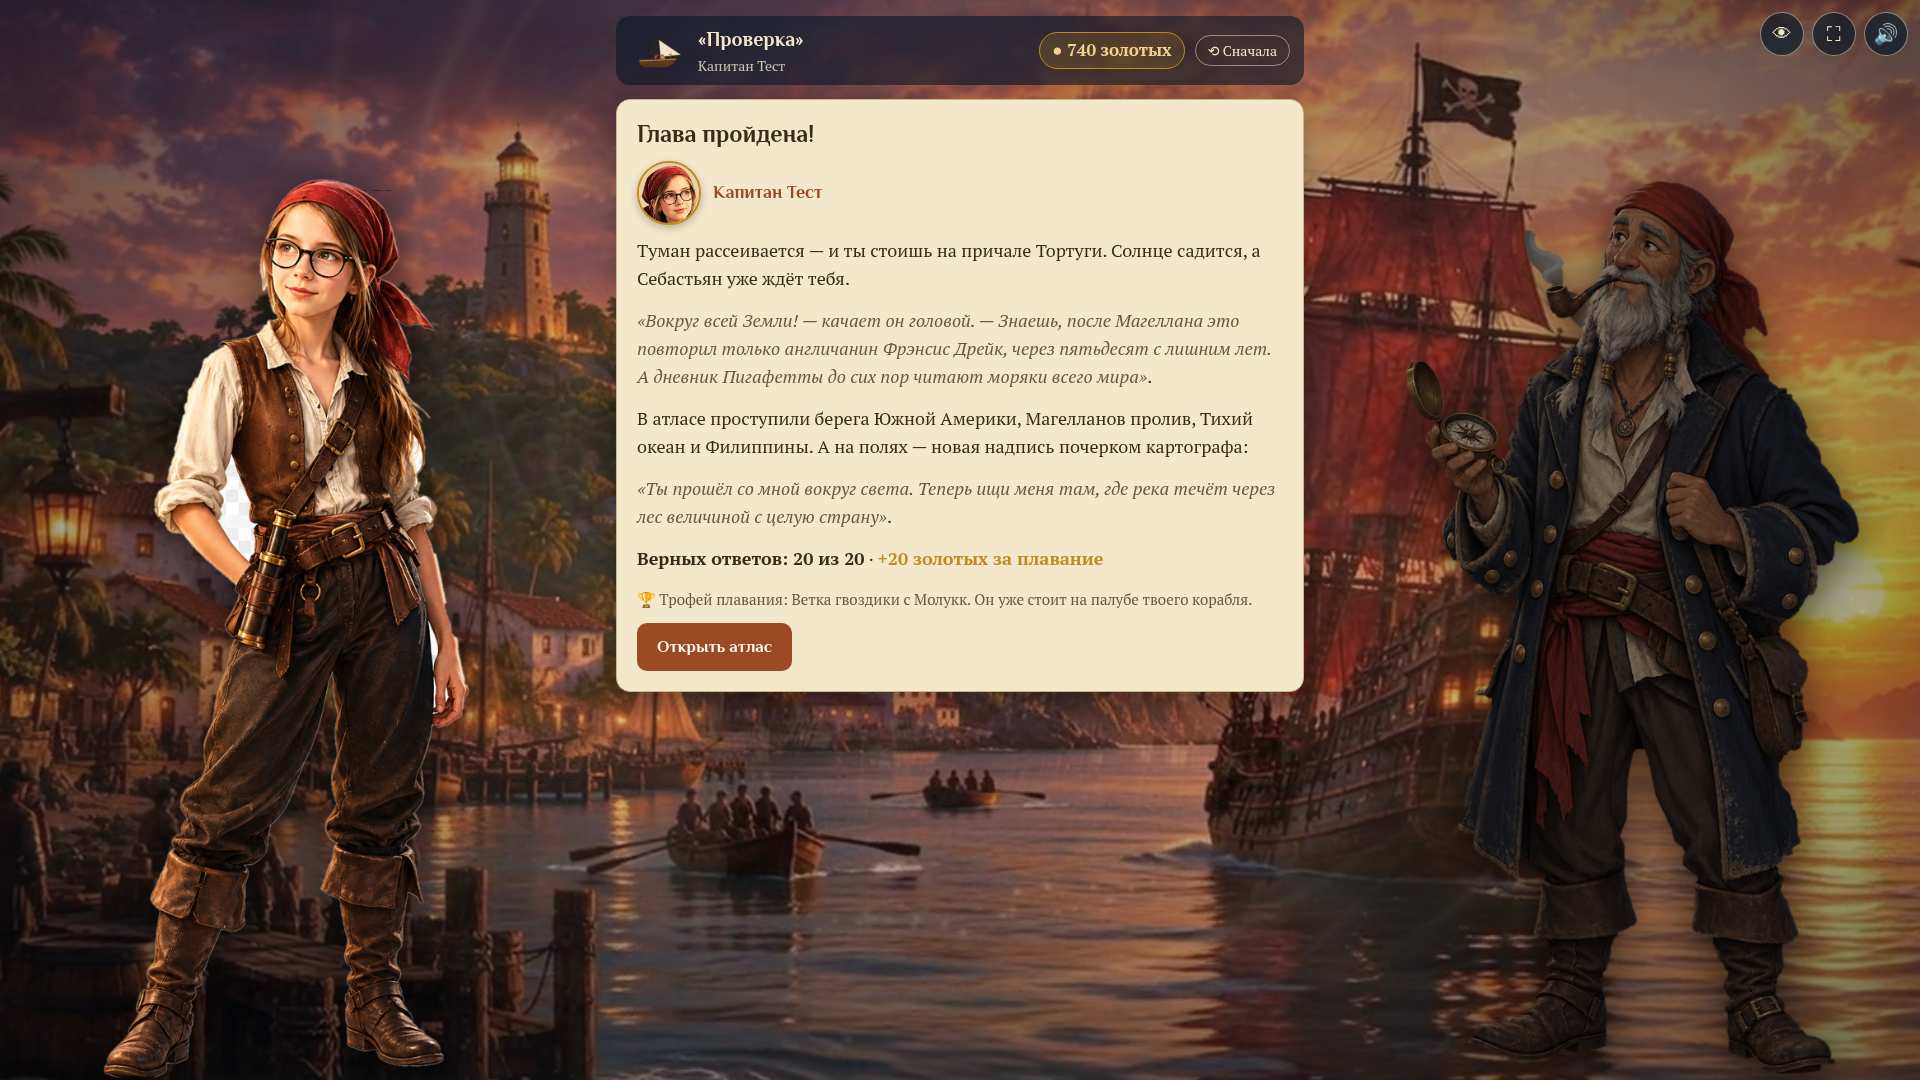 «Проверка»
Капитан Тест
● 740 золотых
⟲ Сначала
Глава пройдена!
Капитан Тест
Туман рассеивается — и ты стоишь на причале Тортуги. Солнце садится, а
Себастьян уже ждёт тебя.
«Вокруг всей Земли! — качает он головой. — Знаешь, после Магеллана это
повторил только англичанин Фрэнсис Дрейк, через пятьдесят с лишним лет.
А дневник Пигафетты до сих пор читают моряки всего мира».
В атласе проступили берега Южной Америки, Магелланов пролив, Тихий
океан и Филиппины. А на полях — новая надпись почерком картографа:
«Ты прошёл со мной вокруг света. Теперь ищи меня там, где река течёт через
лес величиной с целую страну».
Верных ответов: 20 из 20 · +20 золотых за плавание
🏆 Трофей плавания: Ветка гвоздики с Молукк. Он уже стоит на палубе твоего корабля.
Открыть атлас